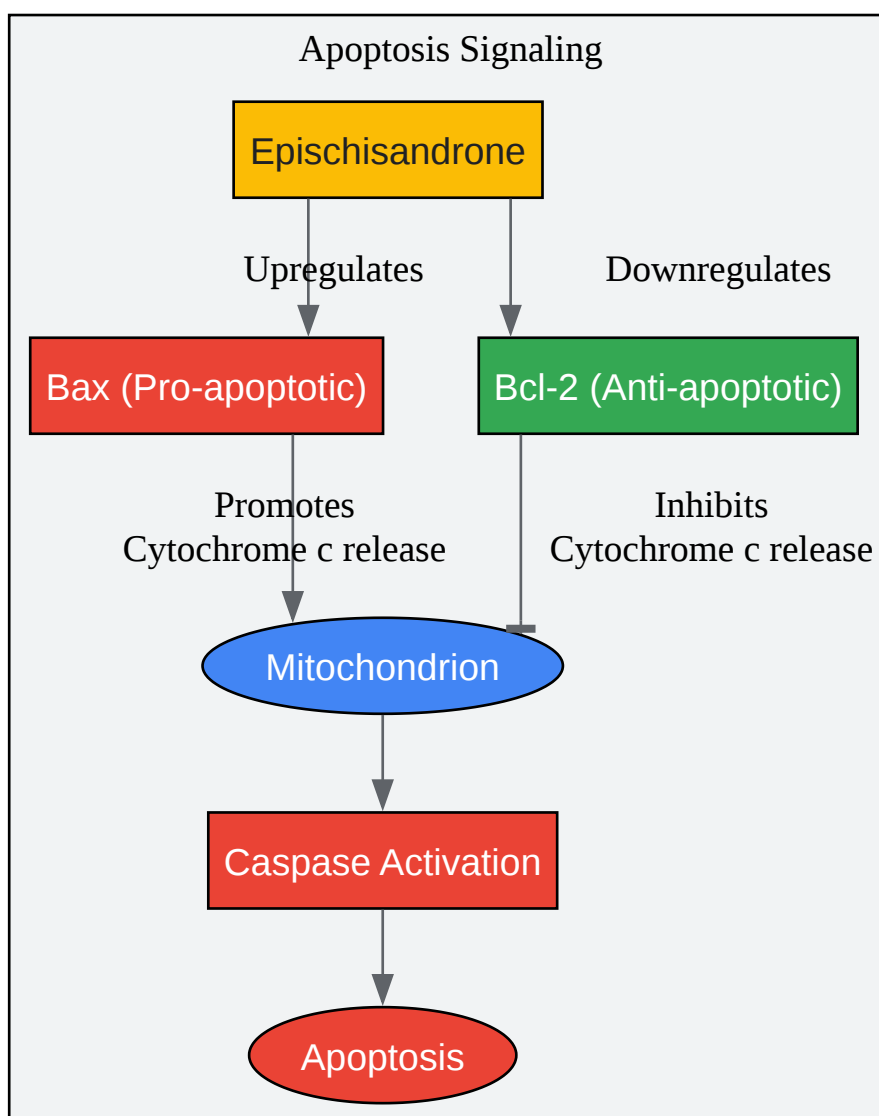 Apoptosis Signaling
Epischisandrone
Upregulates
Downregulates
Bax (Pro-apoptotic)
Bcl-2 (Anti-apoptotic)
Promotes
Cytochrome c release
Inhibits
Cytochrome c release
Mitochondrion
Caspase Activation
Apoptosis